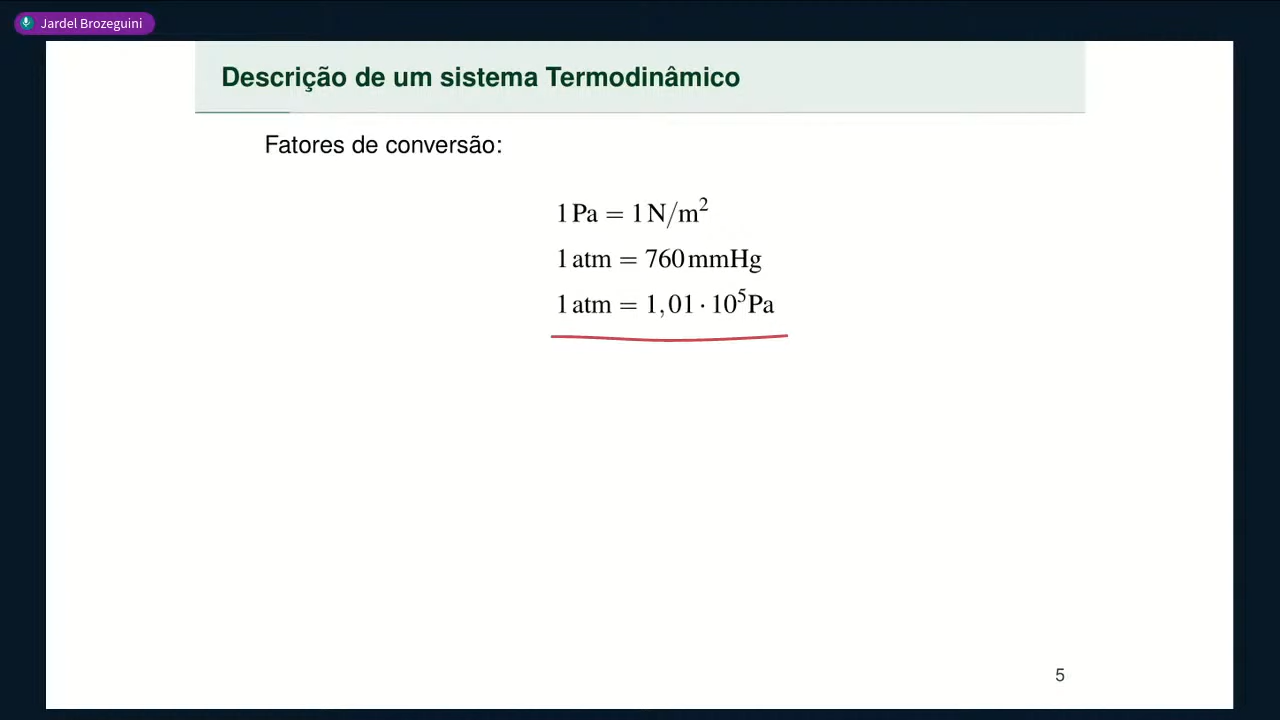 Jardel Brozeguini
Descrição de um sistema Termodinâmico
Fatores de conversão:
1 Pa = 1 N/m²
1 atm = 760 mmHg
1 atm = 1,01 · 10⁵Pa
5